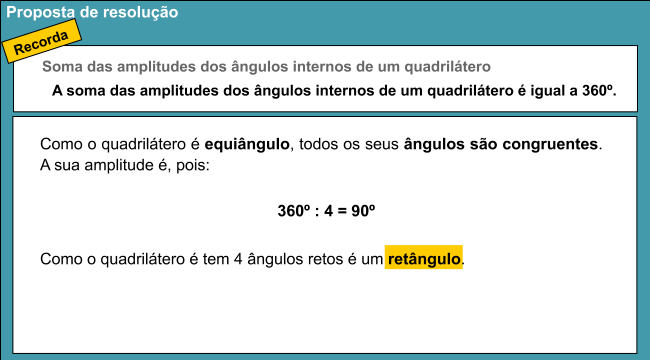 Proposta de resolução
Recorda
Soma das amplitudes dos ângulos internos de um quadrilátero
A soma das amplitudes dos ângulos internos de um quadrilátero é igual a 360º.
Como o quadrilátero é equiângulo, todos os seus ângulos são congruentes.
A sua amplitude é, pois:
360º : 4 = 90º
Como o quadrilátero é tem 4 ângulos retos é um retângulo.